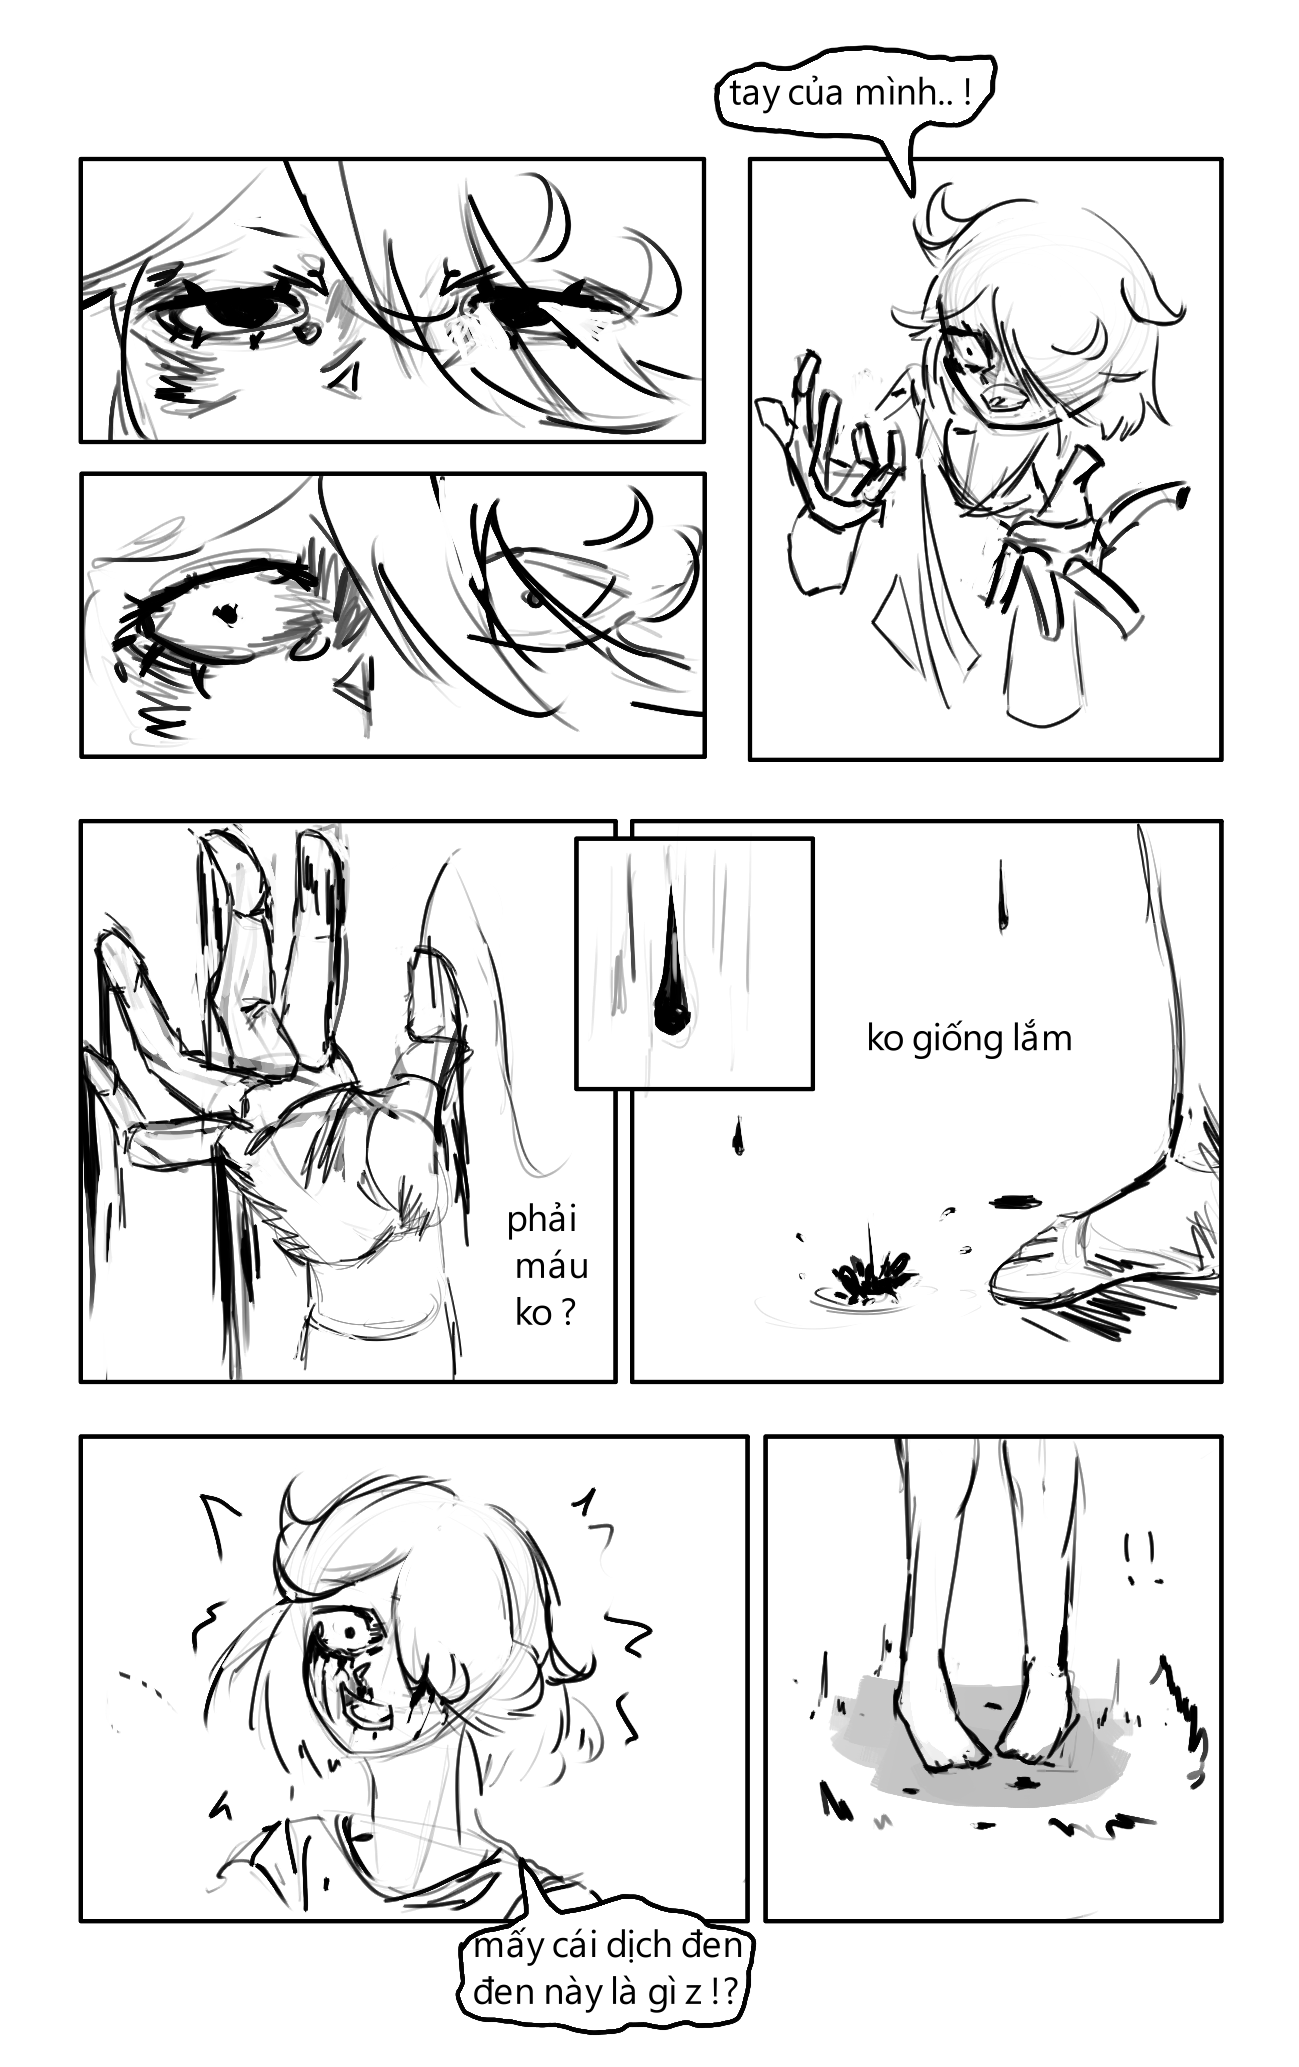 tay của mình.. !
phải
máu
ko ?
ko giống lắm
mấy cái dịch đen
đen này là gì z !?
! !